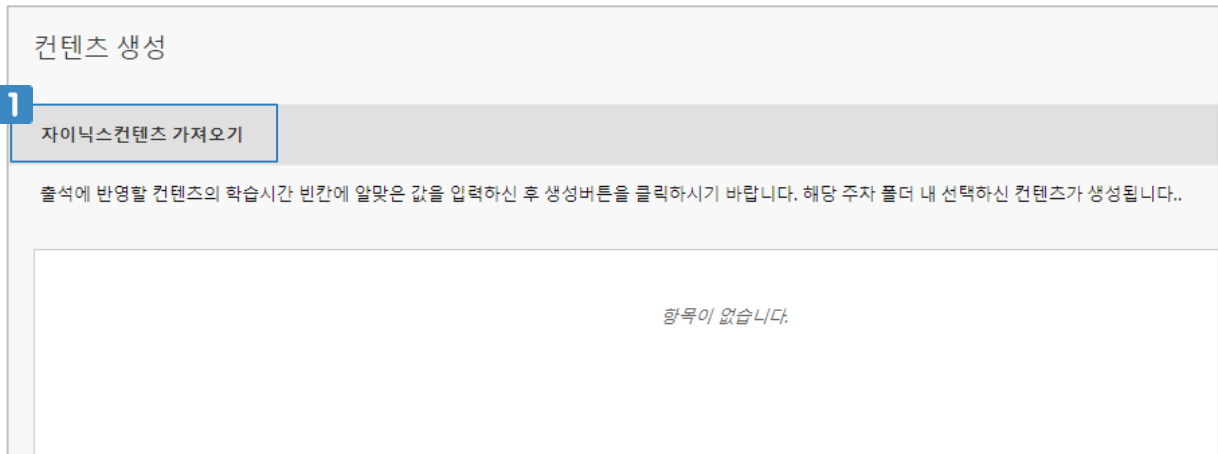 컨텐츠 생성
1
자이닉스컨텐츠 가져오기
출석에 반영할 컨텐츠의 학습시간 빈칸에 알맞은 값을 입력하신 후 생성버튼을 클릭하시기 바랍니다. 해당 주차 폴더 내 선택하신 컨텐츠가 생성됩니다..
항목이 없습니다.